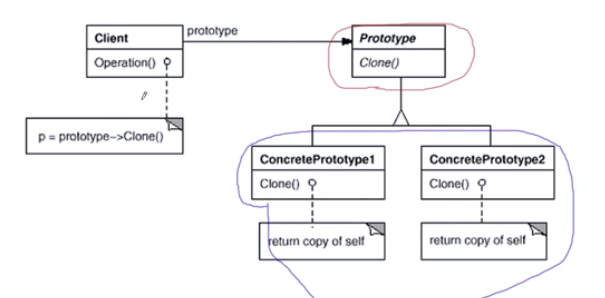 Client
prototype
Prototype
Operation()
Clone()
p = prototype->Clone()
ConcretePrototype1
ConcretePrototype2
Clone()
Clone()
return copy of self
return copy of self